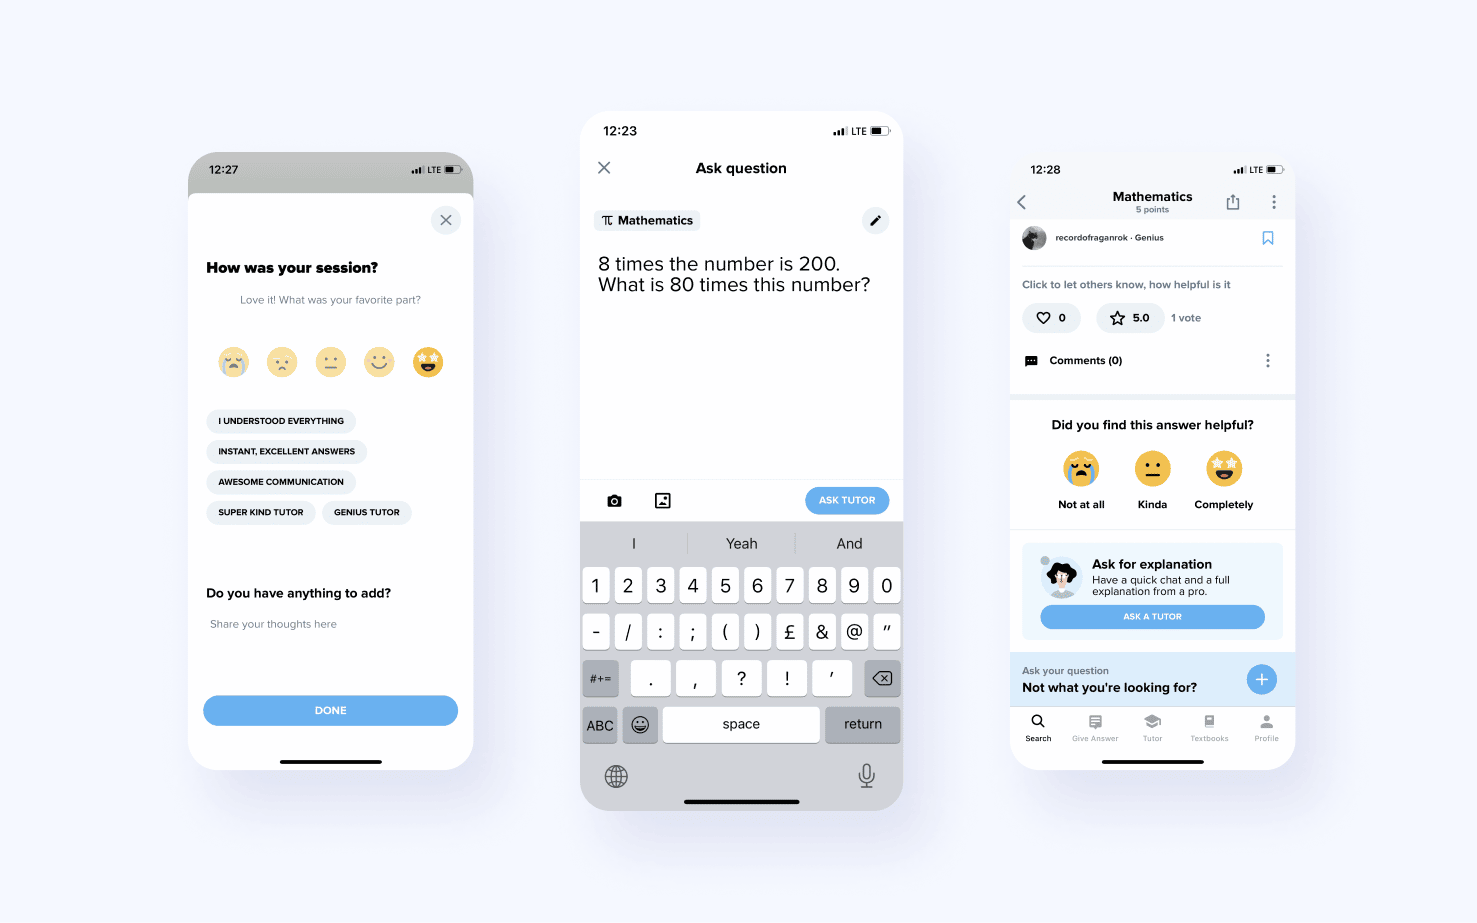 12:27
LTE
How was your session?
Love it! What was your favorite part?
I UNDERSTOOD EVERYTHING
INSTANT, EXCELLENT ANSWERS
AWESOME COMMUNICATION
SUPER KIND TUTOR
GENIUS TUTOR
Do you have anything to add?
Share your thoughts here
DONE
12:23
LTE
Ask question
π Mathematics
8 times the number is 200.
What is 80 times this number?
ASK TUTOR
I Yeah And
1 2 3 4 5 6 7 8 9 0
- / : ; ( ) £ & @ "
#+= . , ? ! ’
ABC space return
12:28
LTE
Mathematics
5 points
recordofraganrok · Genius
Click to let others know, how helpful is it
0 5.0 1 vote
Comments (0)
Did you find this answer helpful?
Not at all Kinda Completely
Ask for explanation
Have a quick chat and a full
explanation from a pro.
ASK A TUTOR
Ask your question
Not what you're looking for?
Search Give Answer Tutor Textbooks Profile